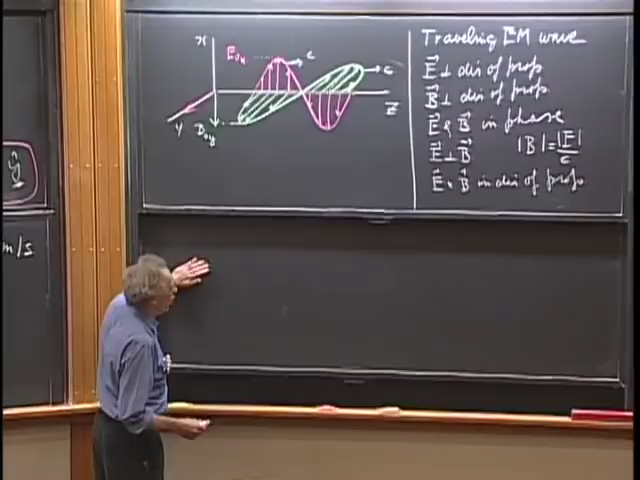 ŷ
m/s
x
E₀ₓ
c
c
z
y
B₀y
Traveling EM wave
E⃗ ⊥ dir of prop
B⃗ ⊥ dir of prop
E⃗ & B⃗ in phase
E⃗ ⊥ B⃗ |B| = |E|/c
E⃗ × B⃗ in dir of prop